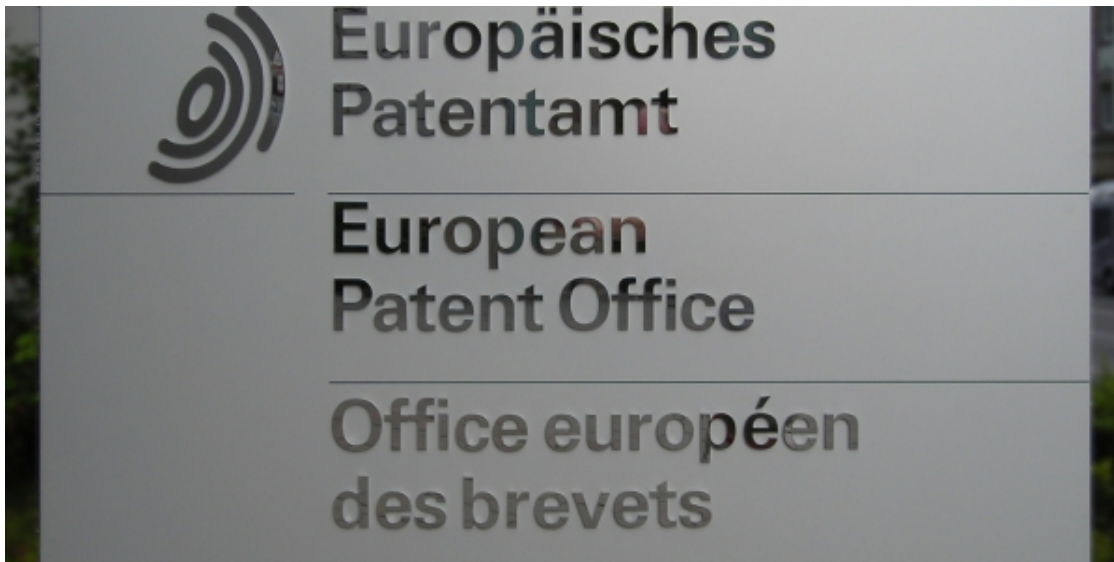 Europäisches
Patentamt
European
Patent Office
Office européen
des brevets